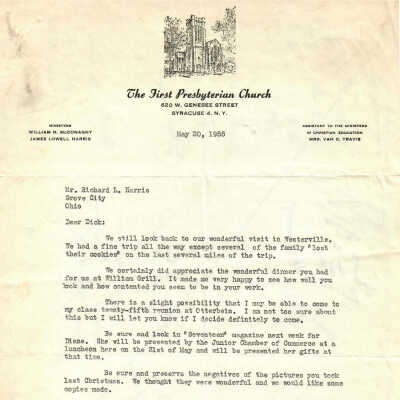 The First Presbyterian Church
620 W. GENESEE STREET
SYRACUSE 4, N.Y.
MINISTERS
WILLIAM N. McCONAGHY
JAMES LOWELL HARRIS
ASSISTANT TO THE MINISTERS
IN CHRISTIAN EDUCATION
MRS. VAN C. TRAVIS
May 20, 1955
Mr. Richard L. Harris
Grove City
Ohio
Dear Dick:
We still look back to our wonderful visit in Westerville.
We had a fine trip all the way except several of the family "lost
their cookies" on the last several miles of the trip.
We certainly did appreciate the wonderful dinner you had
for us at William Grill. It made me very happy to see how well you
look and how contented you seem to be in your work.
There is a slight possibility that I may be able to come to
my class twenty-fifth reunion at Otterbein. I am not too sure about
this but I will let you know if I decide definitely to come.
Be sure and look in "Seventeen" magazine next week for
Diane. She will be presented by the Junior Chamber of Commerce at a
luncheon here on the 31st of May and will be presented her gifts at
that time.
Be sure and preserve the negatives of the pictures you took
last Christmas. We thought they were wonderful and we would like some
copies made.